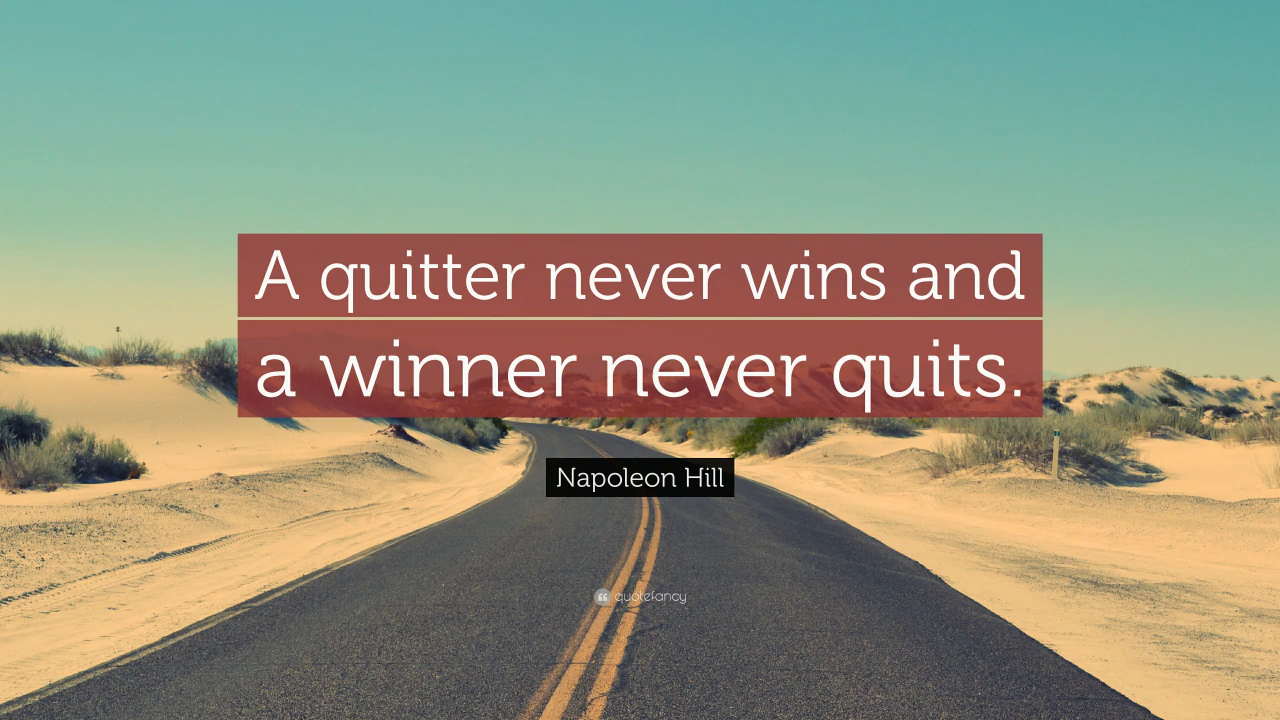 A quitter never wins and
a winner never quits.
Napoleon Hill
quotefancy